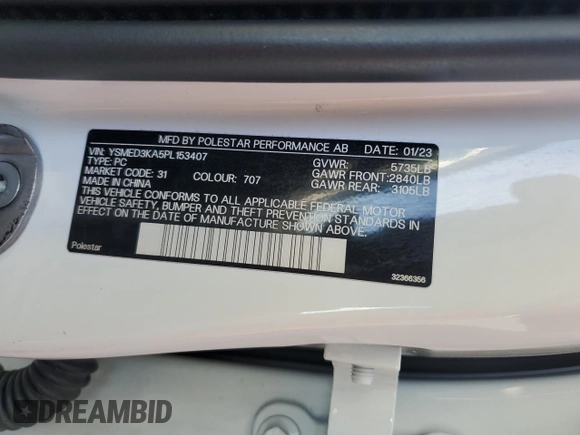 MFD BY POLESTAR PERFORMANCE AB DATE: 01/23
VIN: YSMED3KA5PL153407
TYPE: PC
MARKET CODE: 31 COLOUR: 707
MADE IN CHINA
GVWR: 5735LB
GAWR FRONT: 2840LB
GAWR REAR: 3105LB
THIS VEHICLE CONFORMS TO ALL APPLICABLE FEDERAL MOTOR
VEHICLE SAFETY, BUMPER AND THEFT PREVENTION STANDARDS IN
EFFECT ON THE DATE OF MANUFACTURE SHOWN ABOVE.
Polestar
32366356
DREAMBID